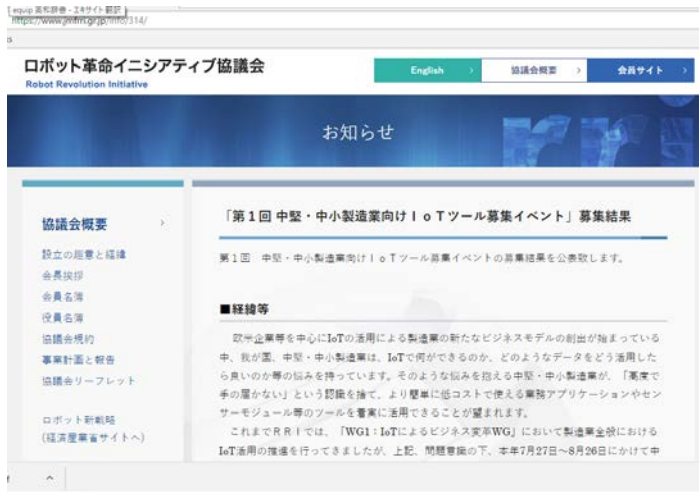 equip 英和辞書・エキサイト 翻訳
https://www.jmfrri.gr.jp/info/314/
ロボット革命イニシアティブ協議会
Robot Revolution Initiative
English
協議会概要
会員サイト
お知らせ
協議会概要
設立の趣意と経緯
会長挨拶
会員名簿
役員名簿
協議会規約
事業計画と報告
協議会リーフレット
ロボット新戦略
(経済産業省サイトへ)
「第1回 中堅・中小製造業向けIoTツール募集イベント」募集結果
第1回 中堅・中小製造業向けIoTツール募集イベントの募集結果を公表致します。
■経緯等
欧米企業等を中心にIoTの活用による製造業の新たなビジネスモデルの創出が始まっている
中、我が国、中堅・中小製造業は、IoTで何ができるのか、どのようなデータをどう活用した
ら良いのか等の悩みを持っています。そのような悩みを抱える中堅・中小製造業が、「高度で
手の届かない」という認識を捨て、より簡単に低コストで使える業務アプリケーションやセン
サーモジュール等のツールを着実に活用できることが望まれます。
これまでRRIでは、「WG1:IoTによるビジネス変革WG」において製造業全般における
IoT活用の推進を行ってきましたが、上記、問題意識の下、本年7月27日~8月26日にかけて中